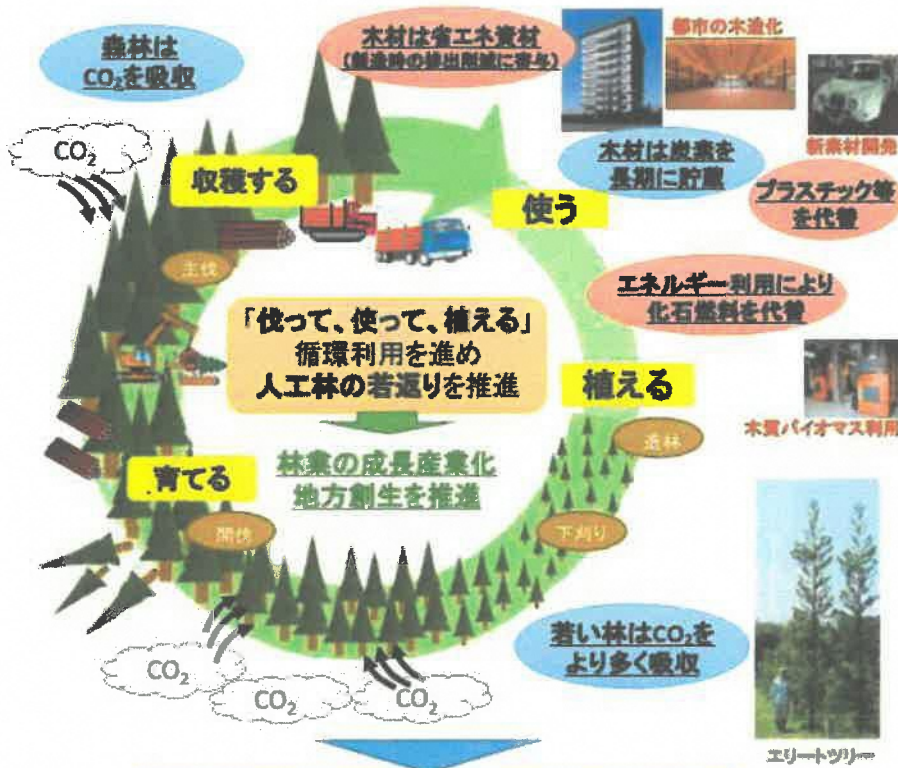 森林は
CO₂を吸収
木材は省エネ資材
(製造時の排出削減に寄与)
都市の木造化
新素材開発
CO₂
収穫する
木材は炭素を
長期に貯蔵
プラスチック等
を代替
使う
主伐
エネルギー利用により
化石燃料を代替
「伐って、使って、植える」
循環利用を進め
人工林の若返りを推進
植える
木質バイオマス利用
造林
林業の成長産業化
地方創生を推進
育てる
間伐
下刈り
若い林はCO₂を
より多く吸収
CO₂
CO₂
CO₂
エリートツリー